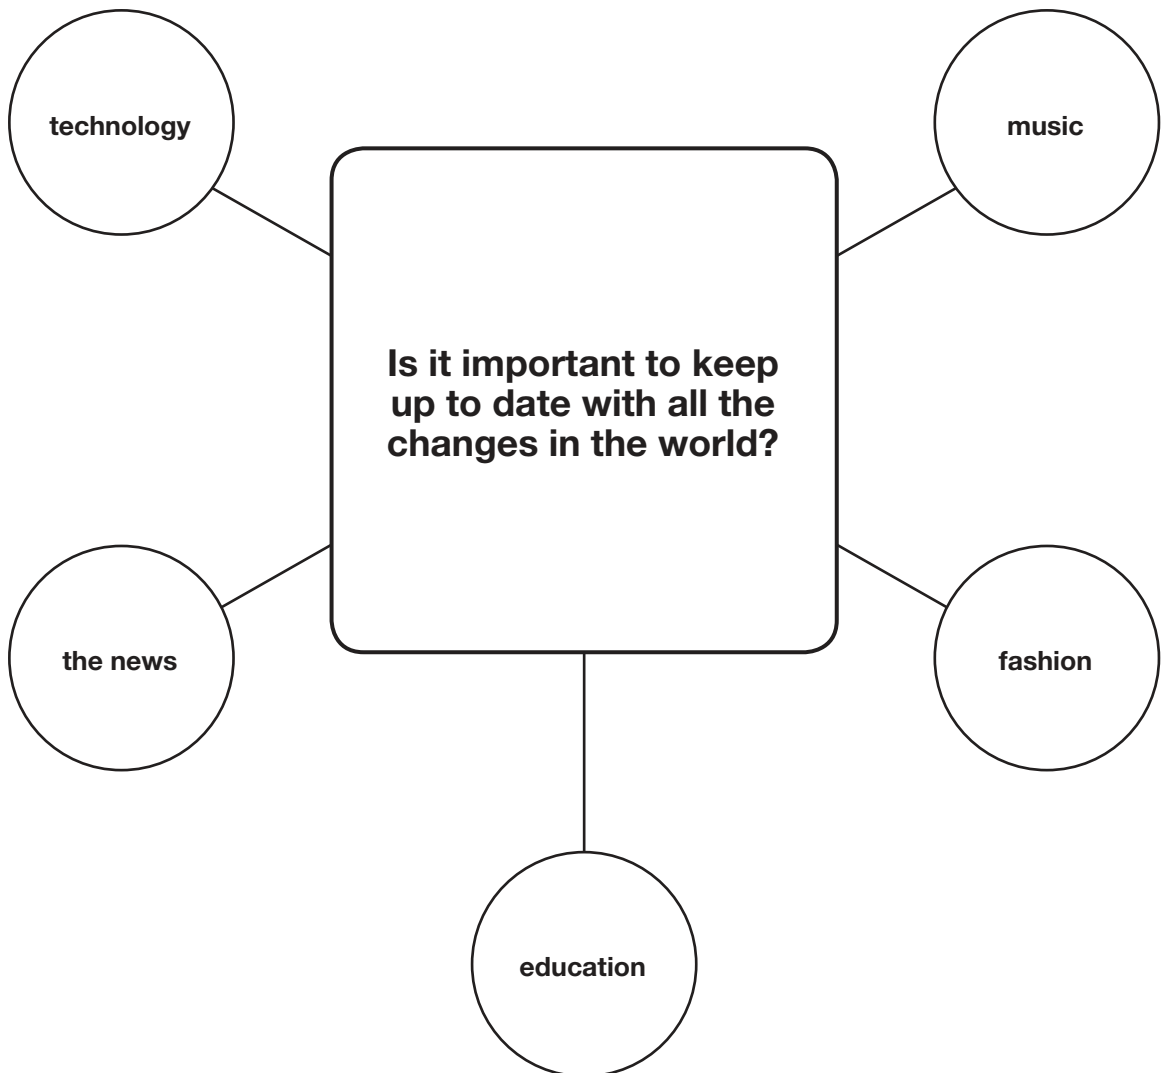 technology
music
Is it important to keep
up to date with all the
changes in the world?
the news
fashion
education